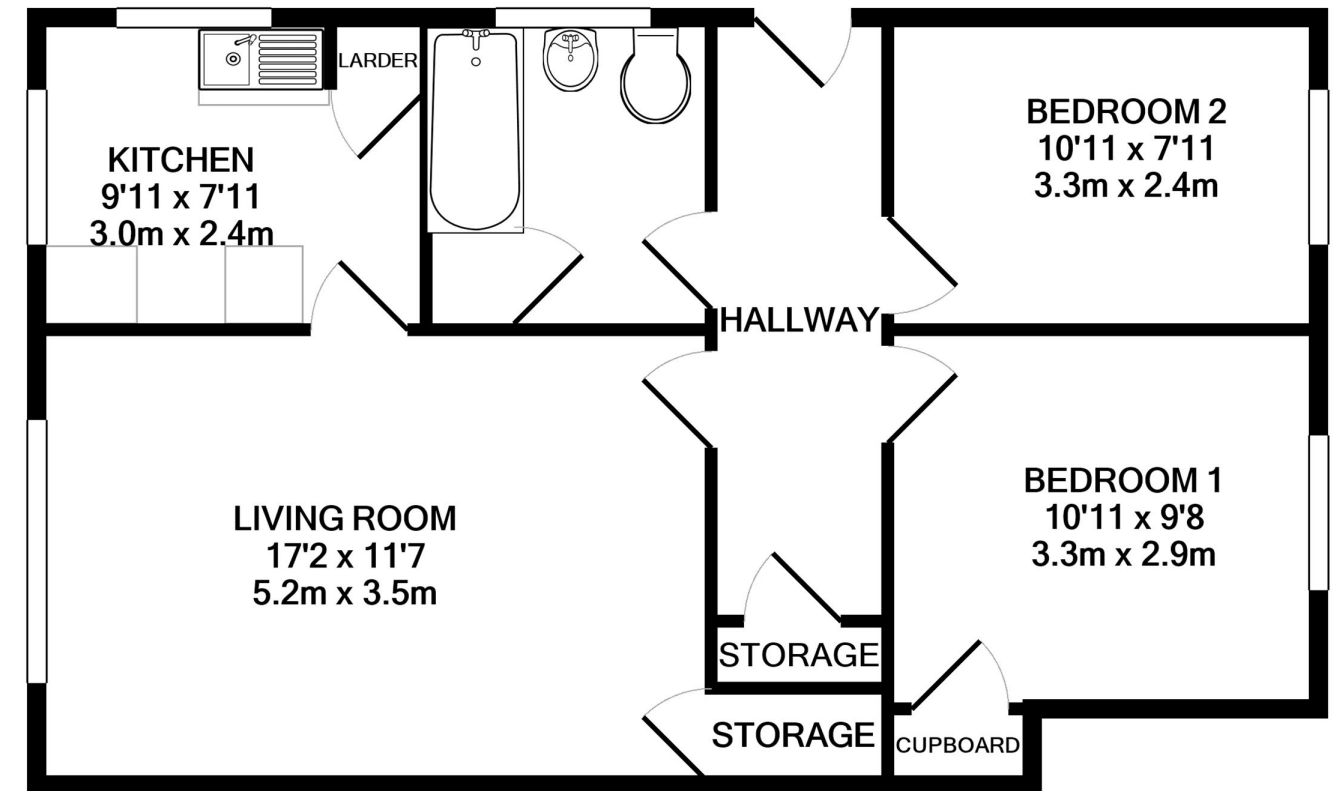 LARDER
KITCHEN
9'11 x 7'11
3.0m x 2.4m
BEDROOM 2
10'11 x 7'11
3.3m x 2.4m
HALLWAY
LIVING ROOM
17'2 x 11'7
5.2m x 3.5m
BEDROOM 1
10'11 x 9'8
3.3m x 2.9m
STORAGE
STORAGE
CUPBOARD